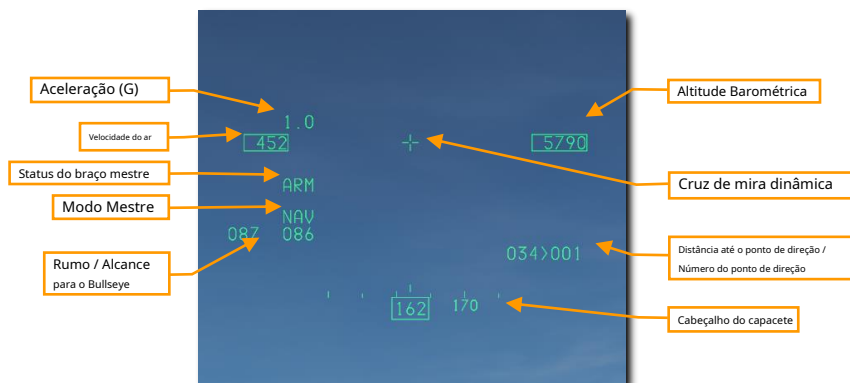 Aceleração (G)
Velocidade do ar
Status do braço mestre
Modo Mestre
Rumo / Alcance
para o Bullseye
1.0
452
5790
ARM
NAV
087 086
034>001
162 170
Altitude Barométrica
Cruz de mira dinâmica
Distância até o ponto de direção /
Número do ponto de direção
Cabeçalho do capacete